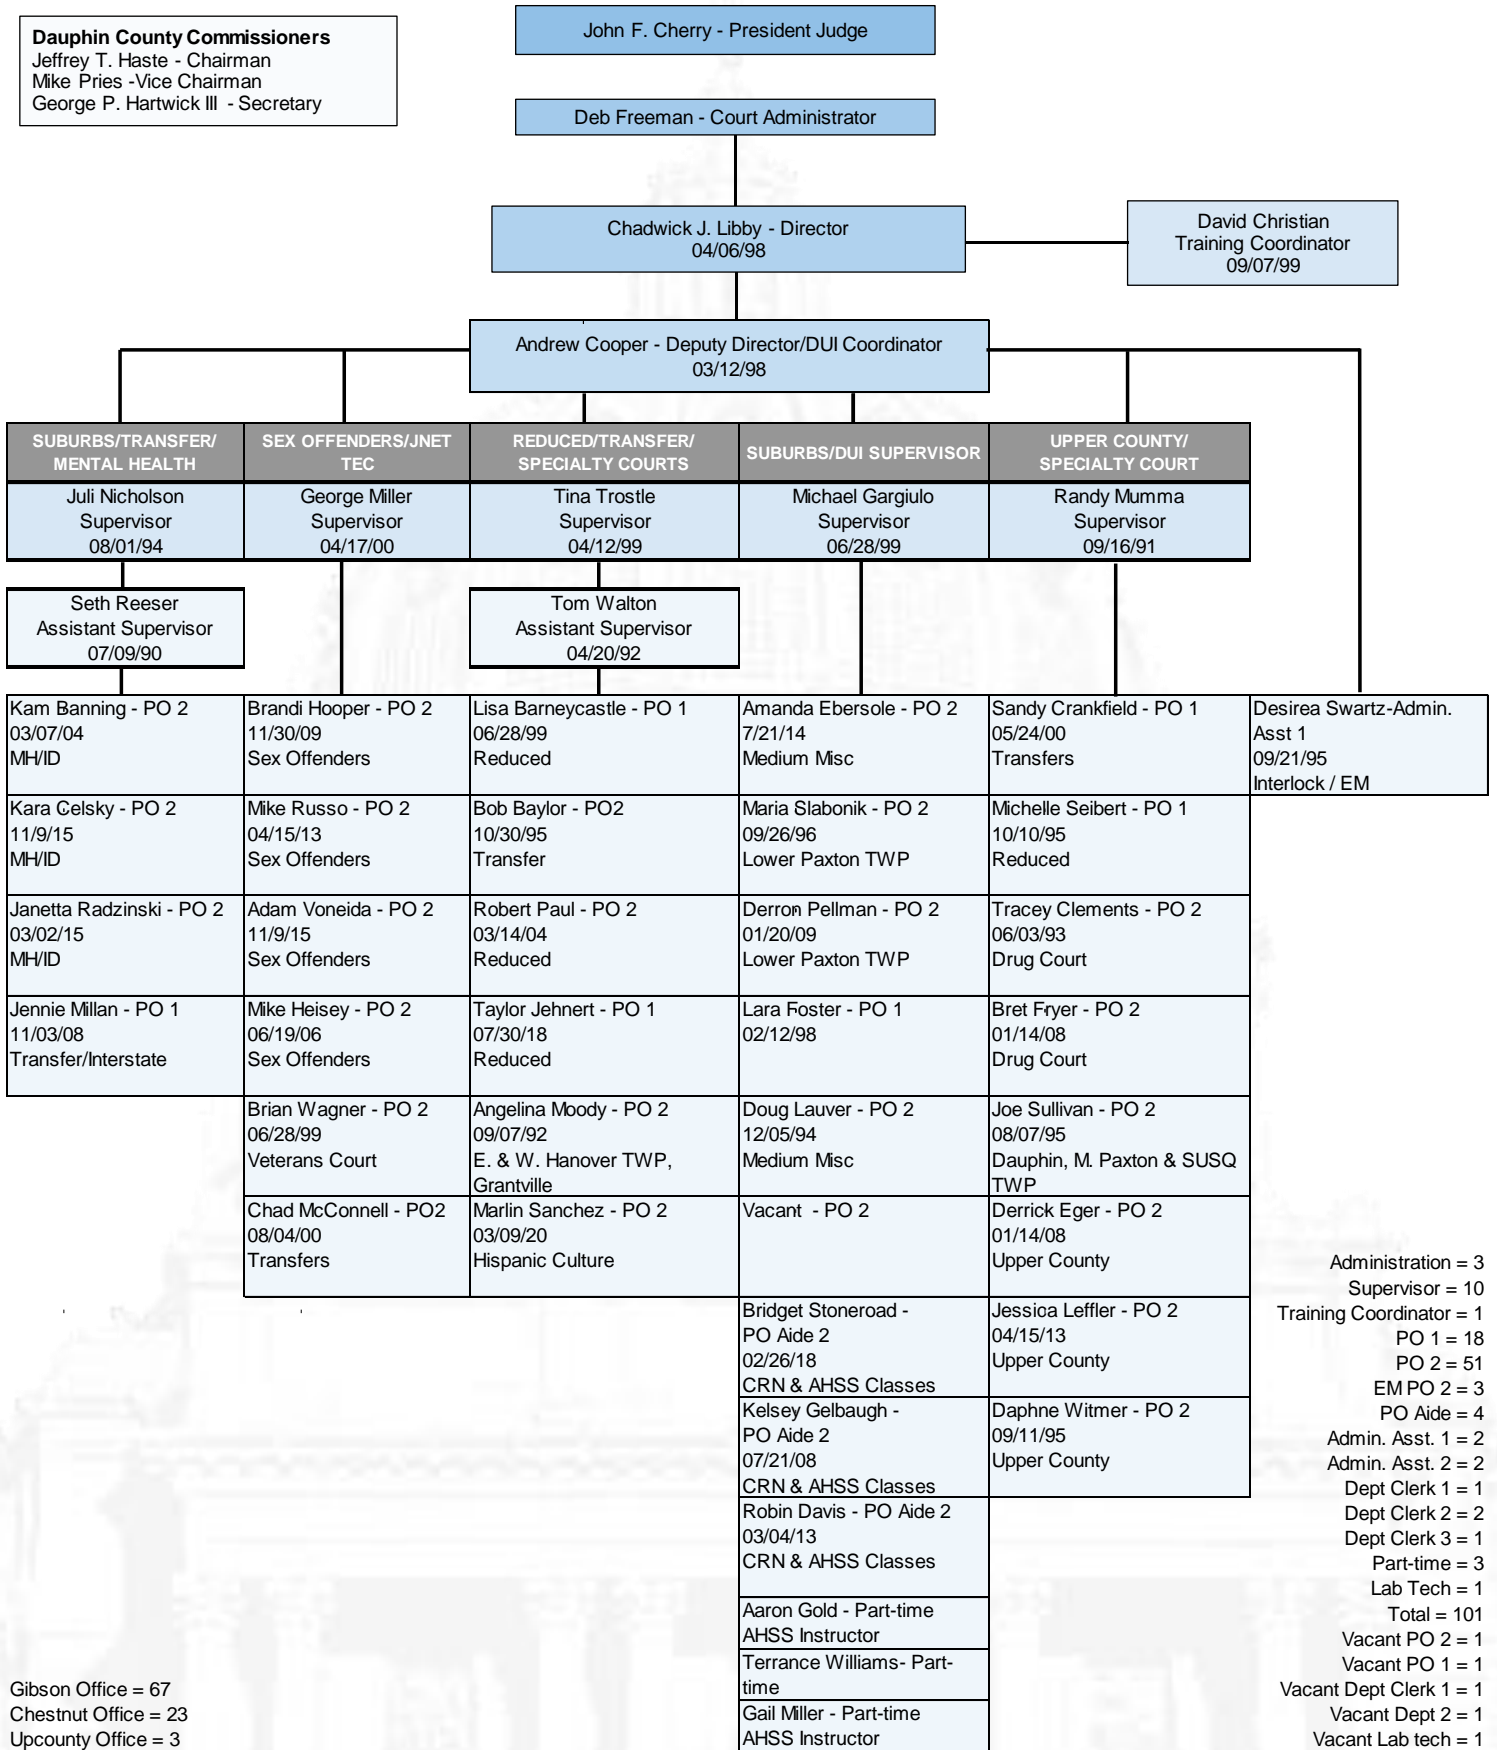 Dauphin County Commissioners
Jeffrey T. Haste - Chairman
Mike Pries -Vice Chairman
George P. Hartwick III - Secretary
John F. Cherry - President Judge
Deb Freeman - Court Administrator
Chadwick J. Libby - Director
04/06/98
David Christian
Training Coordinator
09/07/99
Andrew Cooper - Deputy Director/DUI Coordinator
03/12/98
SUBURBS/TRANSFER/
MENTAL HEALTH
Juli Nicholson
Supervisor
08/01/94
SEX OFFENDERS/JNET
TEC
George Miller
Supervisor
04/17/00
REDUCED/TRANSFER/
SPECIALTY COURTS
Tina Trostle
Supervisor
04/12/99
SUBURBS/DUI SUPERVISOR
Michael Gargiulo
Supervisor
06/28/99
UPPER COUNTY/
SPECIALTY COURT
Randy Mumma
Supervisor
09/16/91
Seth Reeser
Assistant Supervisor
07/09/90
Tom Walton
Assistant Supervisor
04/20/92
Kam Banning - PO 2
03/07/04
MH/ID
Kara Celsky - PO 2
11/9/15
MH/ID
Janetta Radzinski - PO 2
03/02/15
MH/ID
Jennie Millan - PO 1
11/03/08
Transfer/Interstate
Brandi Hooper - PO 2
11/30/09
Sex Offenders
Mike Russo - PO 2
04/15/13
Sex Offenders
Adam Voneida - PO 2
11/9/15
Sex Offenders
Mike Heisey - PO 2
06/19/06
Sex Offenders
Brian Wagner - PO 2
06/28/99
Veterans Court
Chad McConnell - PO2
08/04/00
Transfers
Lisa Barneycastle - PO 1
06/28/99
Reduced
Bob Baylor - PO2
10/30/95
Transfer
Robert Paul - PO 2
03/14/04
Reduced
Taylor Jehnert - PO 1
07/30/18
Reduced
Angelina Moody - PO 2
09/07/92
E. & W. Hanover TWP,
Grantville
Marlin Sanchez - PO 2
03/09/20
Hispanic Culture
Amanda Ebersole - PO 2
7/21/14
Medium Misc
Maria Slabonik - PO 2
09/26/96
Lower Paxton TWP
Derron Pellman - PO 2
01/20/09
Lower Paxton TWP
Lara Foster - PO 1
02/12/98
Doug Lauver - PO 2
12/05/94
Medium Misc
Vacant - PO 2
Bridget Stoneroad -
PO Aide 2
02/26/18
CRN & AHSS Classes
Kelsey Gelbaugh -
PO Aide 2
07/21/08
CRN & AHSS Classes
Robin Davis - PO Aide 2
03/04/13
CRN & AHSS Classes
Aaron Gold - Part-time
AHSS Instructor
Terrance Williams- Part-
time
Gail Miller - Part-time
AHSS Instructor
Sandy Crankfield - PO 1
05/24/00
Transfers
Michelle Seibert - PO 1
10/10/95
Reduced
Tracey Clements - PO 2
06/03/93
Drug Court
Bret Fryer - PO 2
01/14/08
Drug Court
Joe Sullivan - PO 2
08/07/95
Dauphin, M. Paxton & SUSQ
TWP
Derrick Eger - PO 2
01/14/08
Upper County
Jessica Leffler - PO 2
04/15/13
Upper County
Daphne Witmer - PO 2
09/11/95
Upper County
Desirea Swartz-Admin.
Asst 1
09/21/95
Interlock / EM
Administration = 3
Supervisor = 10
Training Coordinator = 1
PO 1 = 18
PO 2 = 51
EM PO 2 = 3
PO Aide = 4
Admin. Asst. 1 = 2
Admin. Asst. 2 = 2
Dept Clerk 1 = 1
Dept Clerk 2 = 2
Dept Clerk 3 = 1
Part-time = 3
Lab Tech = 1
Total = 101
Vacant PO 2 = 1
Vacant PO 1 = 1
Vacant Dept Clerk 1 = 1
Vacant Dept 2 = 1
Vacant Lab tech = 1
Gibson Office = 67
Chestnut Office = 23
Upcounty Office = 3